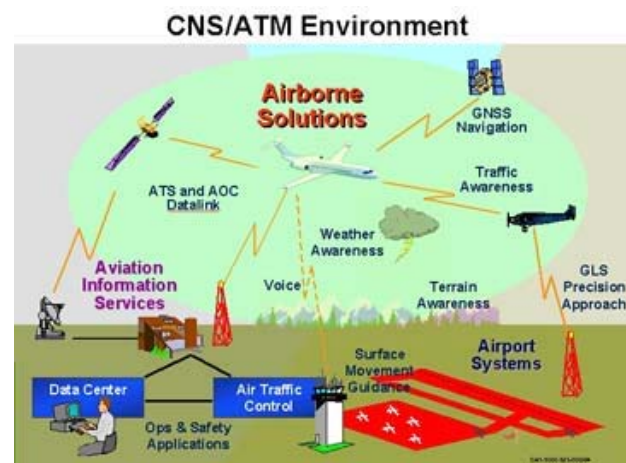 CNS/ATM Environment
Airborne
Solutions
GNSS
Navigation
Traffic
Awareness
ATS and AOC
Datalink
Weather
Awareness
Aviation
Information
Services
Voice
Terrain
Awareness
GLS
Precision
Approach
Surface
Movement
Guidance
Airport
Systems
Data Center
Air Traffic
Control
Ops & Safety
Applications